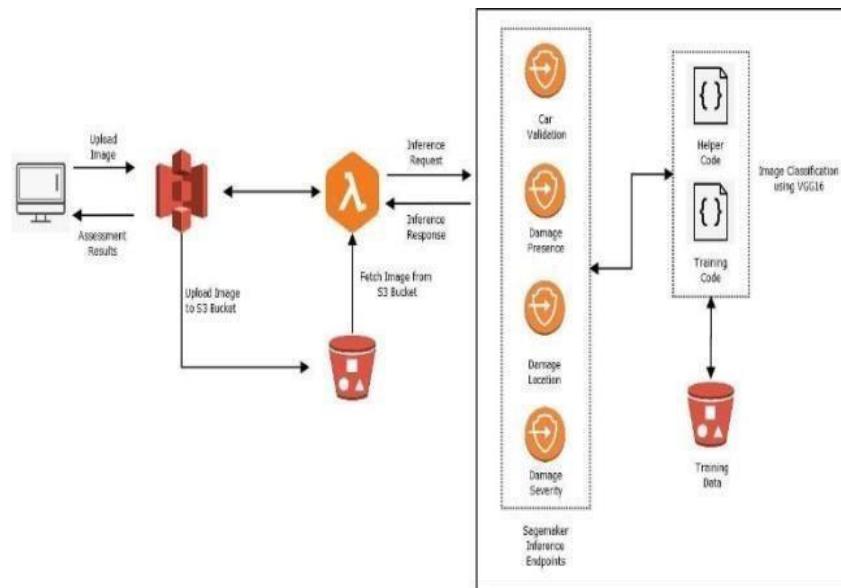 Upload
Image
Assessment
Results
Upload Image
to S3 Bucket
λ
Inference
Request
Inference
Response
Fetch Image from
S3 Bucket
Car
Validation
Damage
Presence
Damage
Location
Damage
Severity
Sagemaker
Inference
Endpoints
{}
Helper
Code
{}
Training
Code
Image Classification
using VGG16
Training
Data